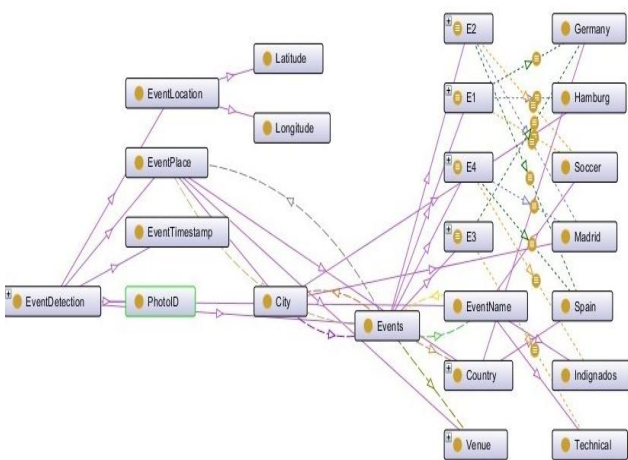 E2
Germany
Latitude
EventLocation
E1
Hamburg
Longitude
EventPlace
E4
Soccer
EventTimestamp
E3
Madrid
EventDetection
PhotoID
City
EventName
Spain
Events
Country
Indignados
Venue
Technical